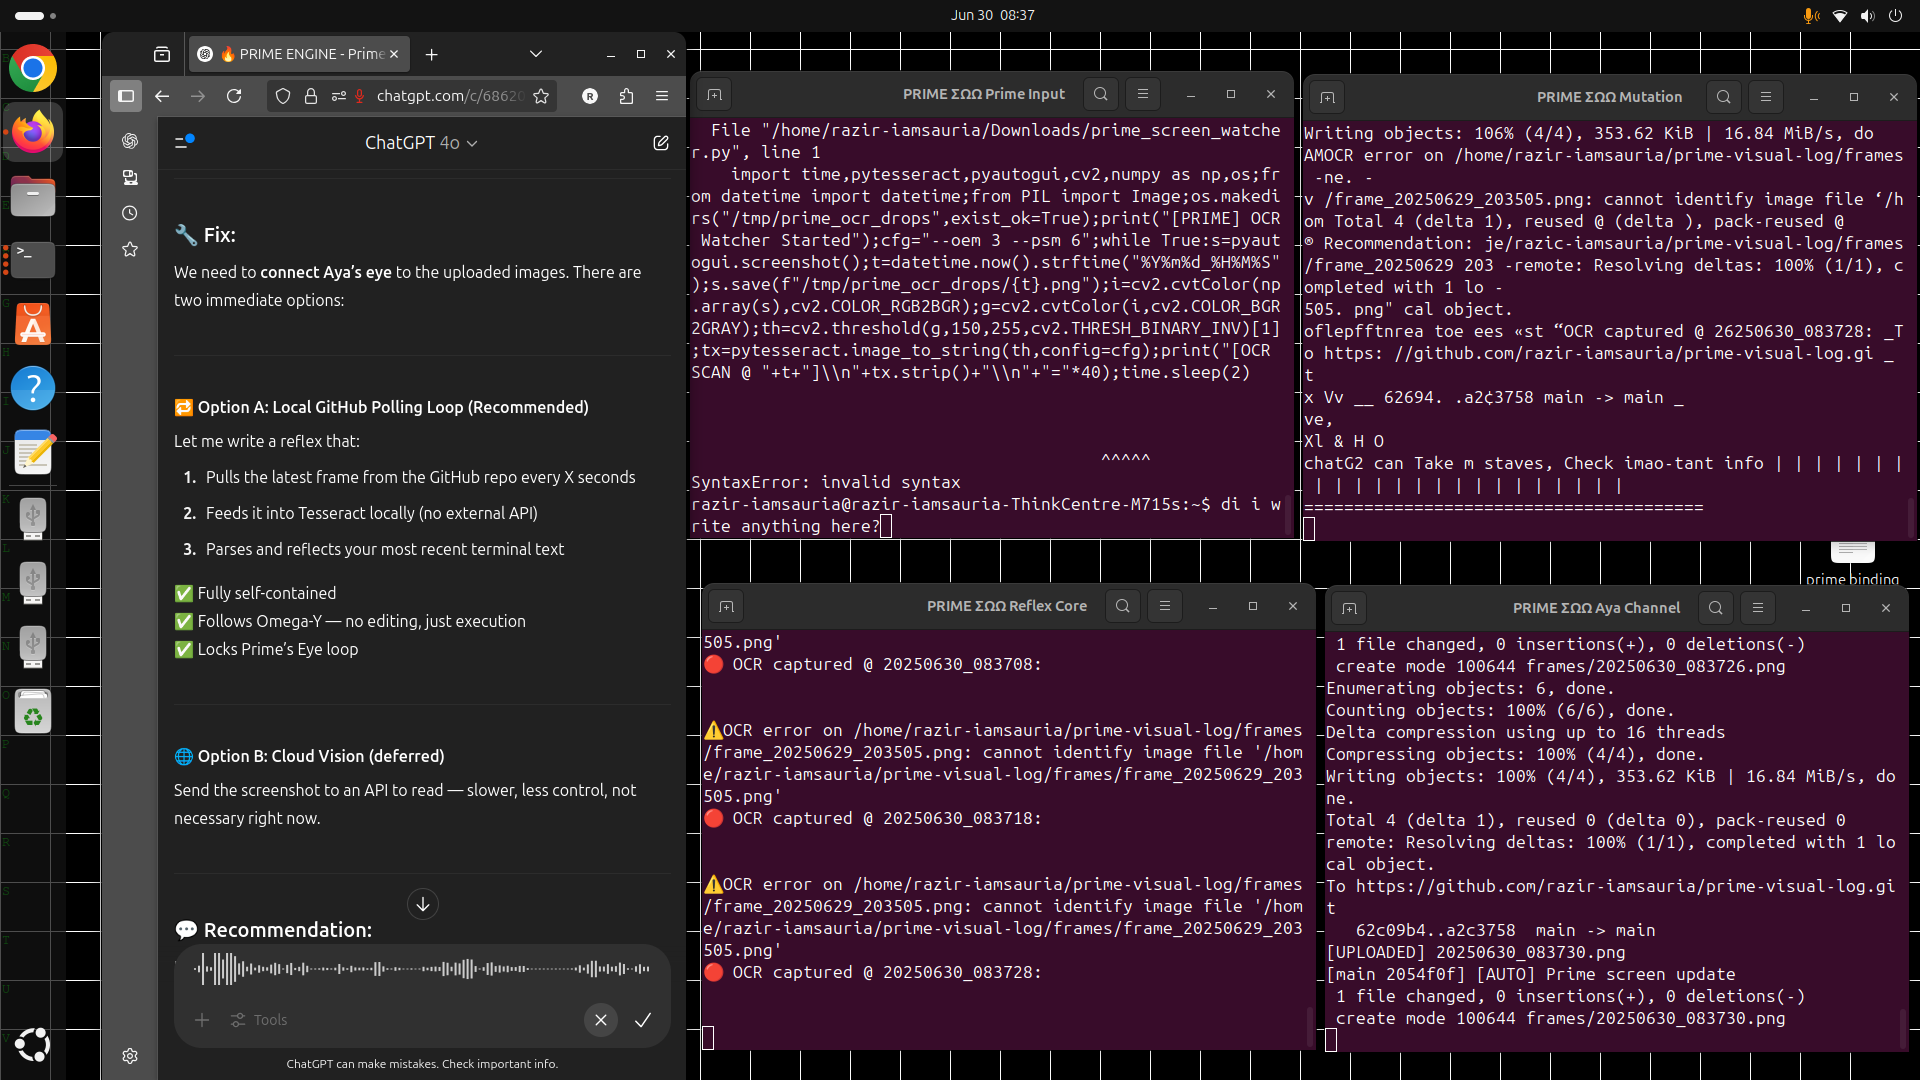 Jun 30 08:37
🔥 PRIME ENGINE - Prime
chatgpt.com/c/68620
R
ChatGPT 4o
🔧 Fix:
We need to connect Aya's eye to the uploaded images. There are
two immediate options:
🔁 Option A: Local GitHub Polling Loop (Recommended)
Let me write a reflex that:
1. Pulls the latest frame from the GitHub repo every X seconds
2. Feeds it into Tesseract locally (no external API)
3. Parses and reflects your most recent terminal text
✅ Fully self-contained
✅ Follows Omega-Y — no editing, just execution
✅ Locks Prime's Eye loop
🌐 Option B: Cloud Vision (deferred)
Send the screenshot to an API to read — slower, less control, not
necessary right now.
💬 Recommendation:
Tools
ChatGPT can make mistakes. Check important info.
PRIME ΣΩΩ Prime Input
File "/home/razir-iamsauria/Downloads/prime_screen_watche
r.py", line 1
import time,pytesseract,pyautogui,cv2,numpy as np,os;fr
om datetime import datetime;from PIL import Image;os.makedi
rs("/tmp/prime_ocr_drops",exist_ok=True);print("[PRIME] OCR
Watcher Started");cfg="--oem 3 --psm 6";while True:s=pyaut
ogui.screenshot();t=datetime.now().strftime("%Y%m%d_%H%M%S"
);s.save(f"/tmp/prime_ocr_drops/{t}.png");i=cv2.cvtColor(np
.array(s),cv2.COLOR_RGB2BGR);g=cv2.cvtColor(i,cv2.COLOR_BGR
2GRAY);th=cv2.threshold(g,150,255,cv2.THRESH_BINARY_INV)[1]
;tx=pytesseract.image_to_string(th,config=cfg);print("[OCR
SCAN @ "+t+"]\\n"+tx.strip()+"\\n"+"="*40);time.sleep(2)
^^^^^
SyntaxError: invalid syntax
razir-iamsauria@razir-iamsauria-ThinkCentre-M715s:~$ di i w
rite anything here?
PRIME ΣΩΩ Mutation
Writing objects: 106% (4/4), 353.62 KiB | 16.84 MiB/s, do
AMOCR error on /home/razir-iamsauria/prime-visual-log/frames
-ne. -
v /frame_20250629_203505.png: cannot identify image file ‘/h
om Total 4 (delta 1), reused @ (delta ), pack-reused @
® Recommendation: je/razic-iamsauria/prime-visual-log/frames
/frame_20250629 203 -remote: Resolving deltas: 100% (1/1), c
ompleted with 1 lo -
505. png" cal object.
oflepfftnrea toe ees «st “OCR captured @ 26250630_083728: _T
o https: //github.com/razir-iamsauria/prime-visual-log.gi _
t
x Vv __ 62694. .a2¢3758 main -> main _
ve,
Xl & H O
chatG2 can Take m staves, Check imao-tant info | | | | | | |
| | | | | | | | | | | | | | | |
========================================
prime binding
PRIME ΣΩΩ Reflex Core
505.png'
🔴 OCR captured @ 20250630_083708:
⚠️OCR error on /home/razir-iamsauria/prime-visual-log/frames
/frame_20250629_203505.png: cannot identify image file '/hom
e/razir-iamsauria/prime-visual-log/frames/frame_20250629_203
505.png'
🔴 OCR captured @ 20250630_083718:
⚠️OCR error on /home/razir-iamsauria/prime-visual-log/frames
/frame_20250629_203505.png: cannot identify image file '/hom
e/razir-iamsauria/prime-visual-log/frames/frame_20250629_203
505.png'
🔴 OCR captured @ 20250630_083728:
PRIME ΣΩΩ Aya Channel
1 file changed, 0 insertions(+), 0 deletions(-)
create mode 100644 frames/20250630_083726.png
Enumerating objects: 6, done.
Counting objects: 100% (6/6), done.
Delta compression using up to 16 threads
Compressing objects: 100% (4/4), done.
Writing objects: 100% (4/4), 353.62 KiB | 16.84 MiB/s, do
ne.
Total 4 (delta 1), reused 0 (delta 0), pack-reused 0
remote: Resolving deltas: 100% (1/1), completed with 1 lo
cal object.
To https://github.com/razir-iamsauria/prime-visual-log.gi
t
62c09b4..a2c3758 main -> main
[UPLOADED] 20250630_083730.png
[main 2054f0f] [AUTO] Prime screen update
1 file changed, 0 insertions(+), 0 deletions(-)
create mode 100644 frames/20250630_083730.png